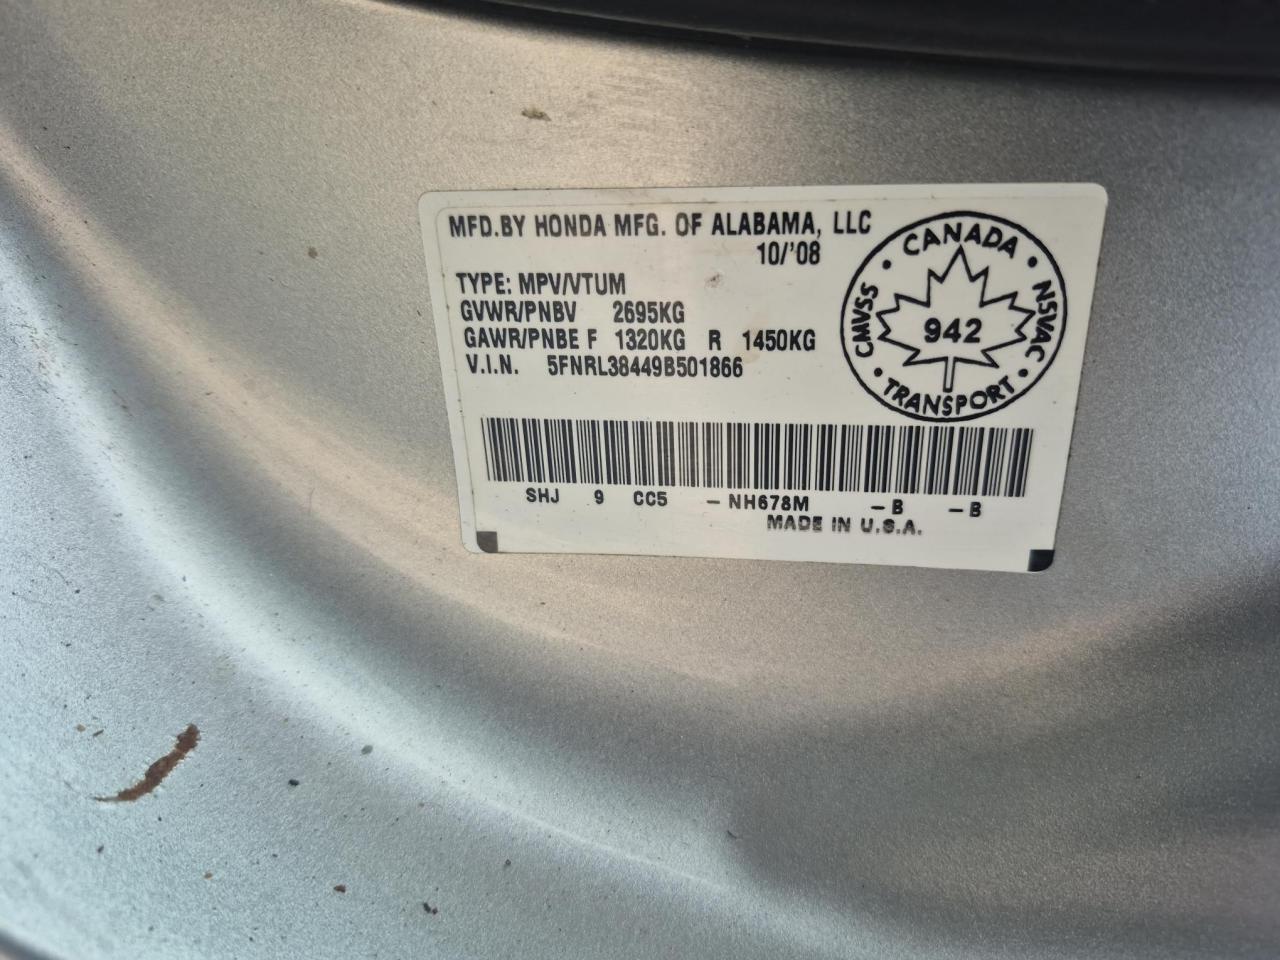 MFD.BY HONDA MFG. OF ALABAMA, LLC
10/'08
TYPE: MPV/VTUM
GVWR/PNBV 2695KG
GAWR/PNBE F 1320KG R 1450KG
V.I.N. 5FNRL38449B501866
CANADA
CMVSS
942
NSVAC
TRANSPORT
SHJ 9 CC5 - NH678M - B - B
MADE IN U.S.A.